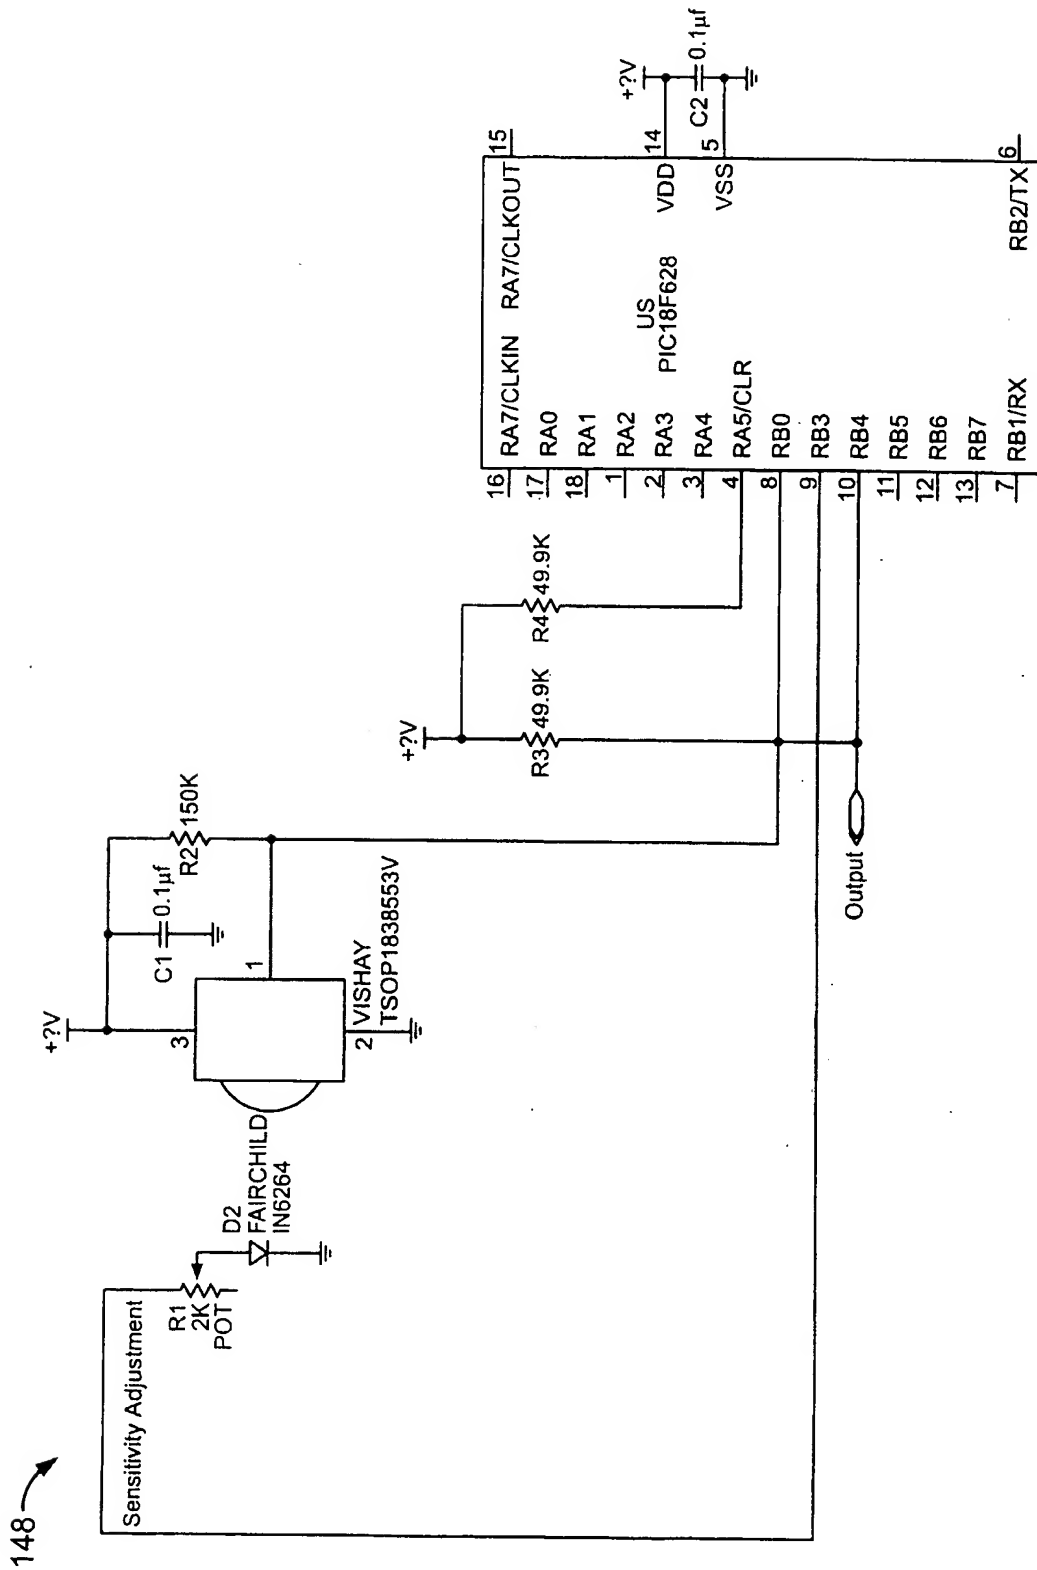 148
Sensitivity Adjustment
R1
2K
POT
D2
FAIRCHILD
IN6264
+?V
3
1
2
VISHAY
TSOP1838553V
C1
0.1µf
R2
150K
+?V
R3
49.9K
R4
49.9K
Output
16
RA7/CLKIN
17
RA0
18
RA1
1
RA2
2
RA3
3
RA4
4
RA5/CLR
8
RB0
9
RB3
10
RB4
11
RB5
12
RB6
13
RB7
7
RB1/RX
US
PIC18F628
RA7/CLKOUT
15
VDD
14
VSS
5
RB2/TX
6
+?V
C2
0.1µf